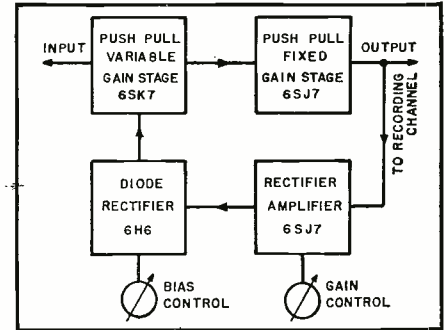 INPUT
PUSH PULL
VARIABLE
GAIN STAGE
6SK7
PUSH PULL
FIXED
GAIN STAGE
6SJ7
OUTPUT
TO RECORDING
CHANNEL
DIODE
RECTIFIER
6H6
RECTIFIER
AMPLIFIER
6SJ7
BIAS
CONTROL
GAIN
CONTROL